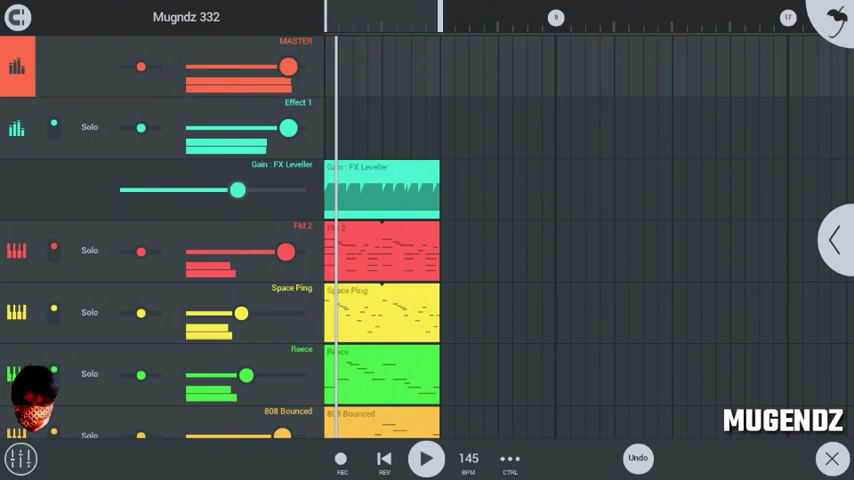 Mugndz 332
9
17
MASTER
Effect 1
Solo
Gain : FX Leveller
Gain : FX Leveller
FM 2
Solo
FM 2
Space Ping
Solo
Space Ping
Reece
Solo
Reece
808 Bounced
Solo
808 Bounced
MUGENDZ
145
Undo
REC
REV
BPM
CTRL